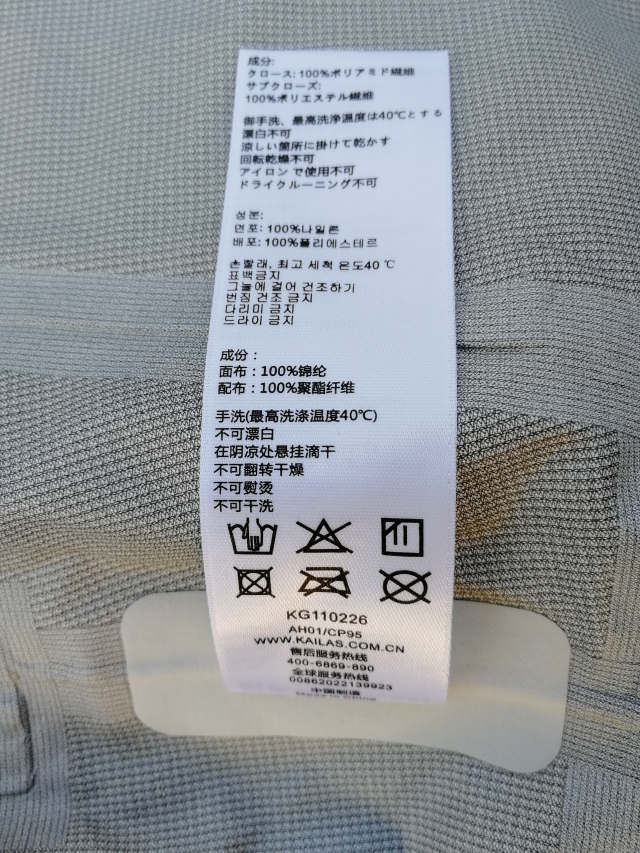 成分:
クロース: 100%ポリアミド繊維
サブクローズ:
100%ポリエステル繊維
御手洗、最高洗浄温度は40℃とする
漂白不可
涼しい箇所に掛けて乾かす
回転乾燥不可
アイロンで使用不可
ドライクルーニング不可
성분:
면포: 100%나일론
배포: 100%폴리에스테르
손빨래, 최고 세척 온도40 ℃
표백금지
그늘에 걸어 건조하기
번짐 건조 금지
다리미 금지
드라이 금지
成份：
面布：100%锦纶
配布：100%聚酯纤维
手洗(最高洗涤温度40℃)
不可漂白
在阴凉处悬挂滴干
不可翻转干燥
不可熨烫
不可干洗
KG110226
AH01/CP95
WWW.KAILAS.COM.CN
售后服务热线
400-6869-890
全球服务热线
00862022139923
中国制造
Made In China